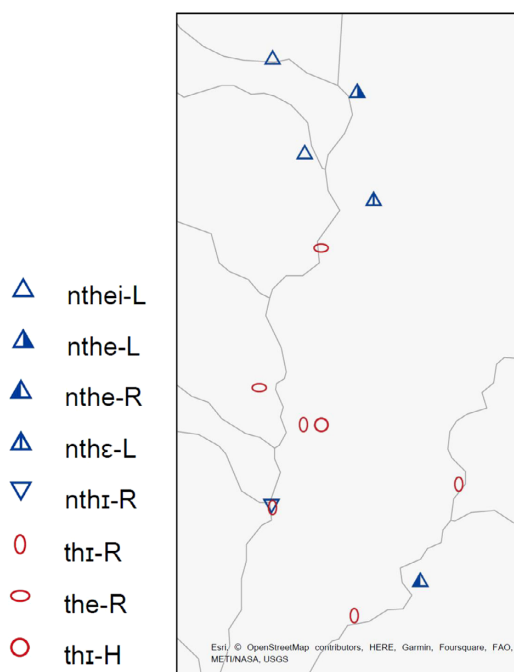 nthei-L
nthe-L
nthe-R
nthɛ-L
nthɪ-R
thɪ-R
the-R
thɪ-H
Esri, © OpenStreetMap contributors, HERE, Garmin, Foursquare, FAO,
METI/NASA, USGS